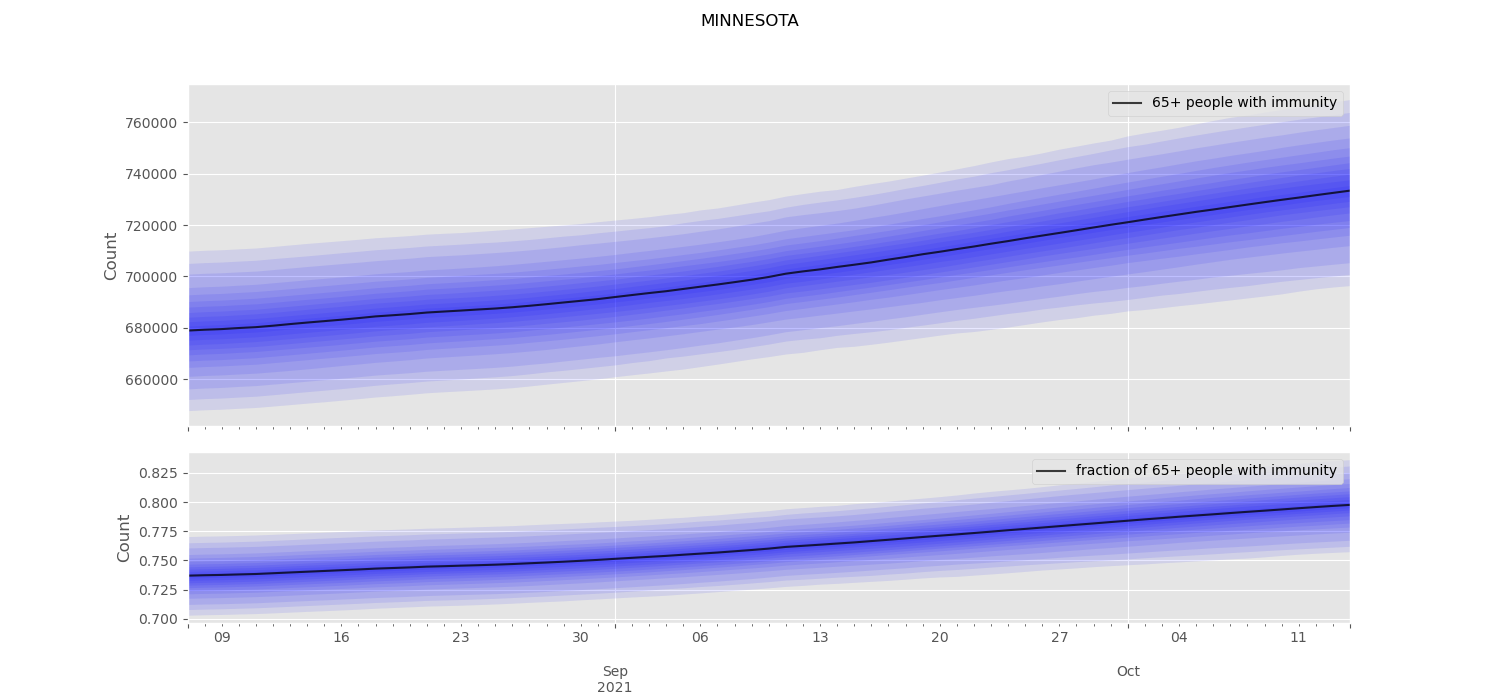 MINNESOTA
65+ people with immunity
760000
740000
720000
700000
680000
660000
Count
fraction of 65+ people with immunity
0.825
0.800
0.775
0.750
0.725
0.700
Count
09 16 23 30 06 13 20 27 04 11
Sep Oct
2021